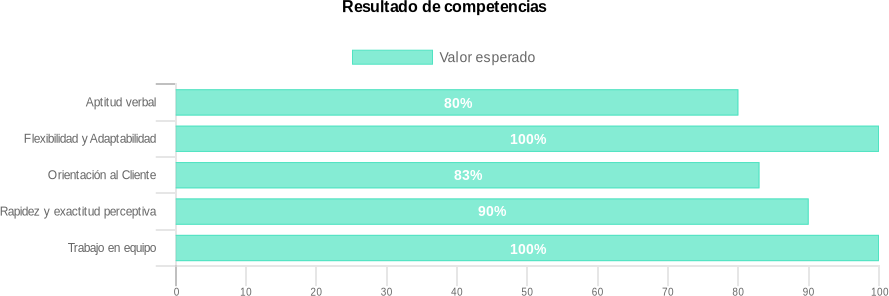 Resultado de competencias
Valor esperado
Aptitud verbal 80%
Flexibilidad y Adaptabilidad 100%
Orientación al Cliente 83%
Rapidez y exactitud perceptiva 90%
Trabajo en equipo 100%
0 10 20 30 40 50 60 70 80 90 100